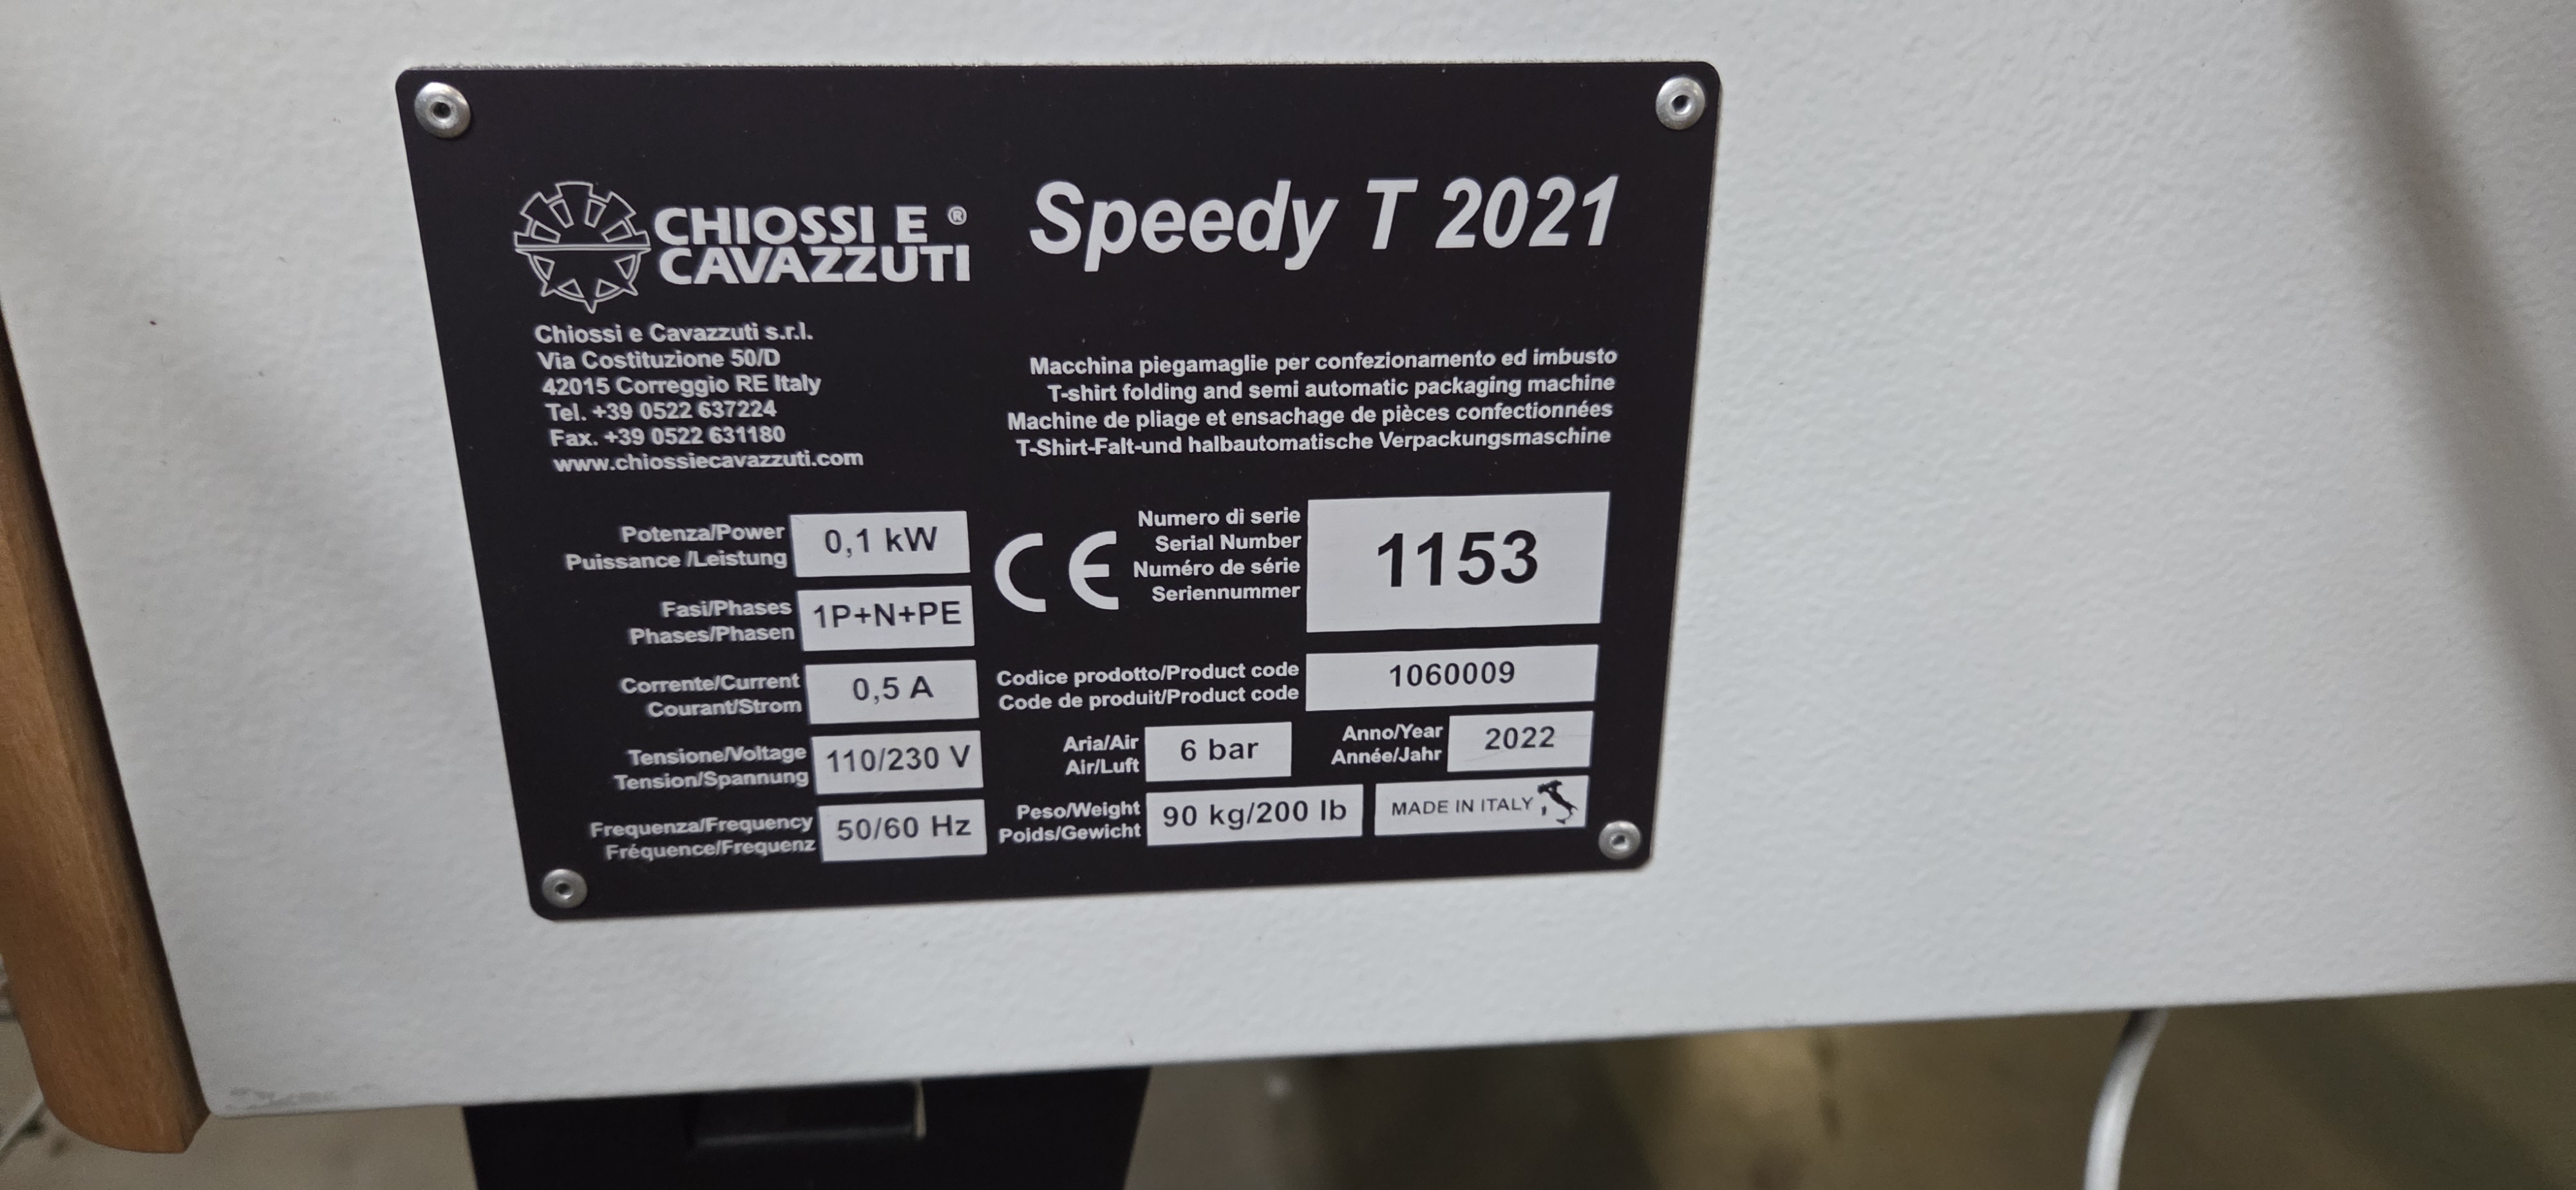 CHIOSSI E ®
CAVAZZUTI
Speedy T 2021
Chiossi e Cavazzuti s.r.l.
Via Costituzione 50/D
42015 Correggio RE Italy
Tel. +39 0522 637224
Fax. +39 0522 631180
www.chiossiecavazzuti.com
Macchina piegamaglie per confezionamento ed imbusto
T-shirt folding and semi automatic packaging machine
Machine de pliage et ensachage de pièces confectionnées
T-Shirt-Falt-und halbautomatische Verpackungsmaschine
Potenza/Power
Puissance /Leistung
0,1 kW
Fasi/Phases
Phases/Phasen
1P+N+PE
Corrente/Current
Courant/Strom
0,5 A
Tensione/Voltage
Tension/Spannung
110/230 V
Frequenza/Frequency
Fréquence/Frequenz
50/60 Hz
CE
Numero di serie
Serial Number
Numéro de série
Seriennummer
1153
Codice prodotto/Product code
Code de produit/Product code
1060009
Aria/Air
Air/Luft
6 bar
Anno/Year
Année/Jahr
2022
Peso/Weight
Poids/Gewicht
90 kg/200 lb
MADE IN ITALY